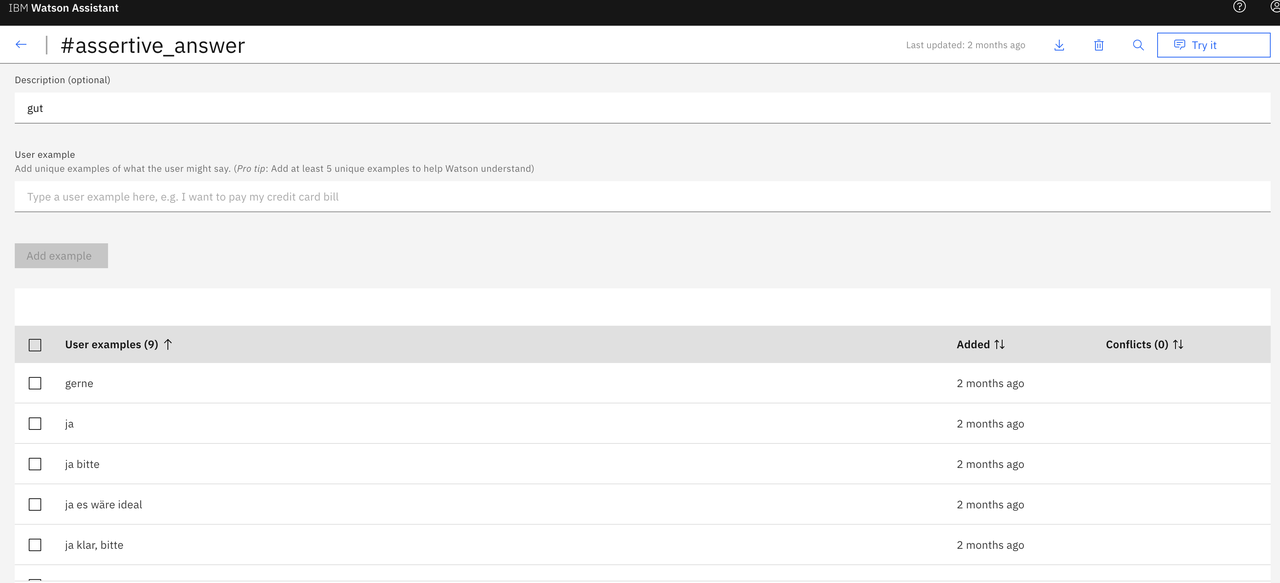 IBM Watson Assistant
#assertive_answer
Last updated: 2 months ago
Try it
Description (optional)
gut
User example
Add unique examples of what the user might say. (Pro tip: Add at least 5 unique examples to help Watson understand)
Type a user example here, e.g. I want to pay my credit card bill
Add example
User examples (9) Added Conflicts (0)
gerne 2 months ago
ja 2 months ago
ja bitte 2 months ago
ja es wäre ideal 2 months ago
ja klar, bitte 2 months ago